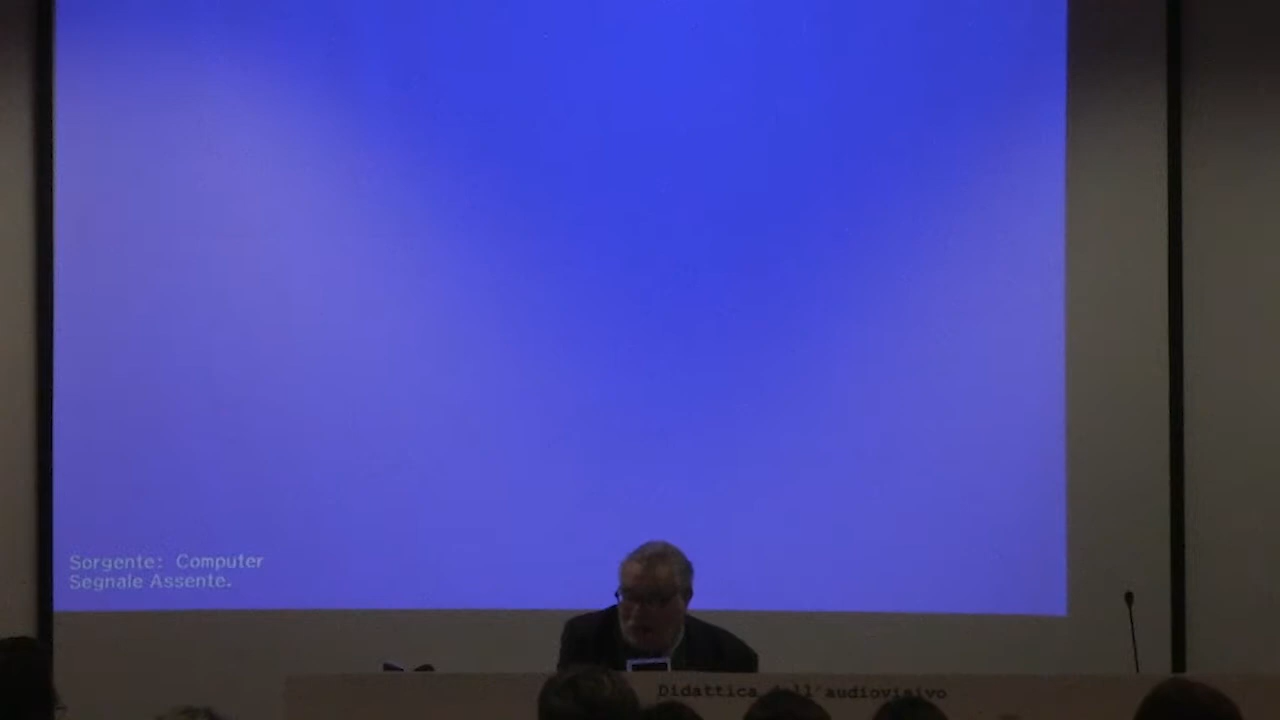 Sorgente: Computer
Segnale Assente.
Didattica dell'audiovisivo